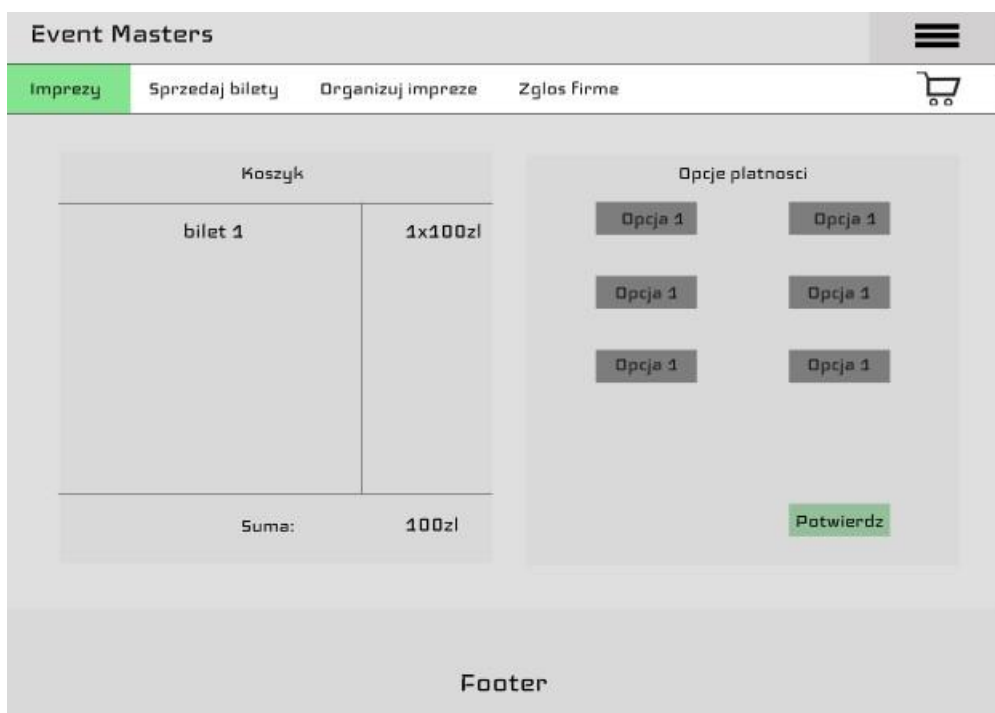 Event Masters
Imprezy Sprzedaj bilety Organizuj impreze Zglos firme
Koszyk
bilet 1 1x100zl
Suma: 100zl
Opcje platnosci
Opcja 1 Opcja 1
Opcja 1 Opcja 1
Opcja 1 Opcja 1
Potwierdz
Footer